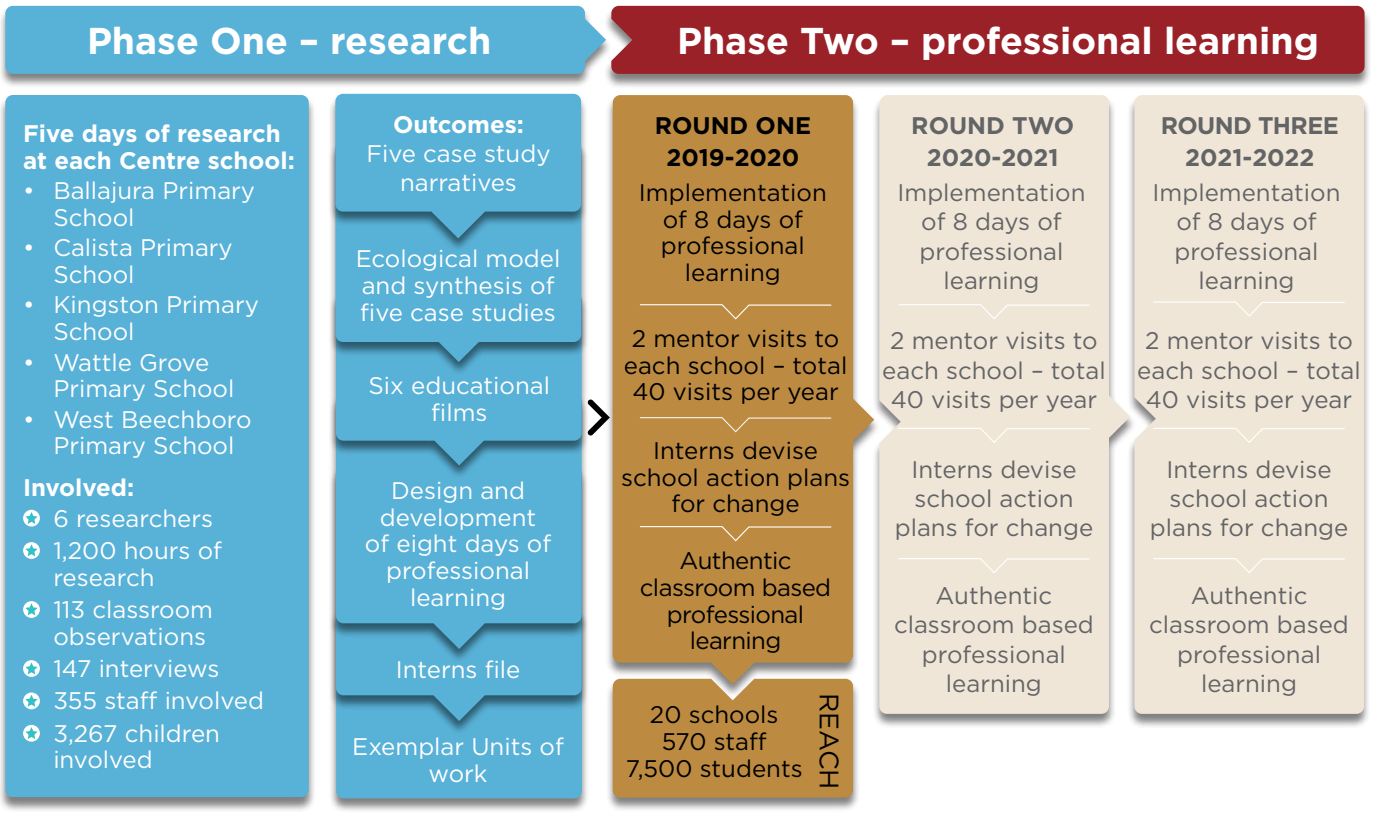 Phase One – research
Phase Two – professional learning
Five days of research
at each Centre school:
• Ballajura Primary
School
• Calista Primary
School
• Kingston Primary
School
• Wattle Grove
Primary School
• West Beechboro
Primary School
Involved:
6 researchers
1,200 hours of
research
113 classroom
observations
147 interviews
355 staff involved
3,267 children
involved
Outcomes:
Five case study
narratives
Ecological model
and synthesis of
five case studies
Six educational
films
Design and
development
of eight days of
professional
learning
Interns file
Exemplar Units of
work
ROUND ONE
2019-2020
Implementation
of 8 days of
professional
learning
2 mentor visits to
each school – total
40 visits per year
Interns devise
school action plans
for change
Authentic
classroom based
professional
learning
20 schools
570 staff
7,500 students
REACH
ROUND TWO
2020-2021
Implementation
of 8 days of
professional
learning
2 mentor visits to
each school – total
40 visits per year
Interns devise
school action
plans for change
Authentic
classroom based
professional
learning
ROUND THREE
2021-2022
Implementation
of 8 days of
professional
learning
2 mentor visits to
each school – total
40 visits per year
Interns devise
school action
plans for change
Authentic
classroom based
professional
learning